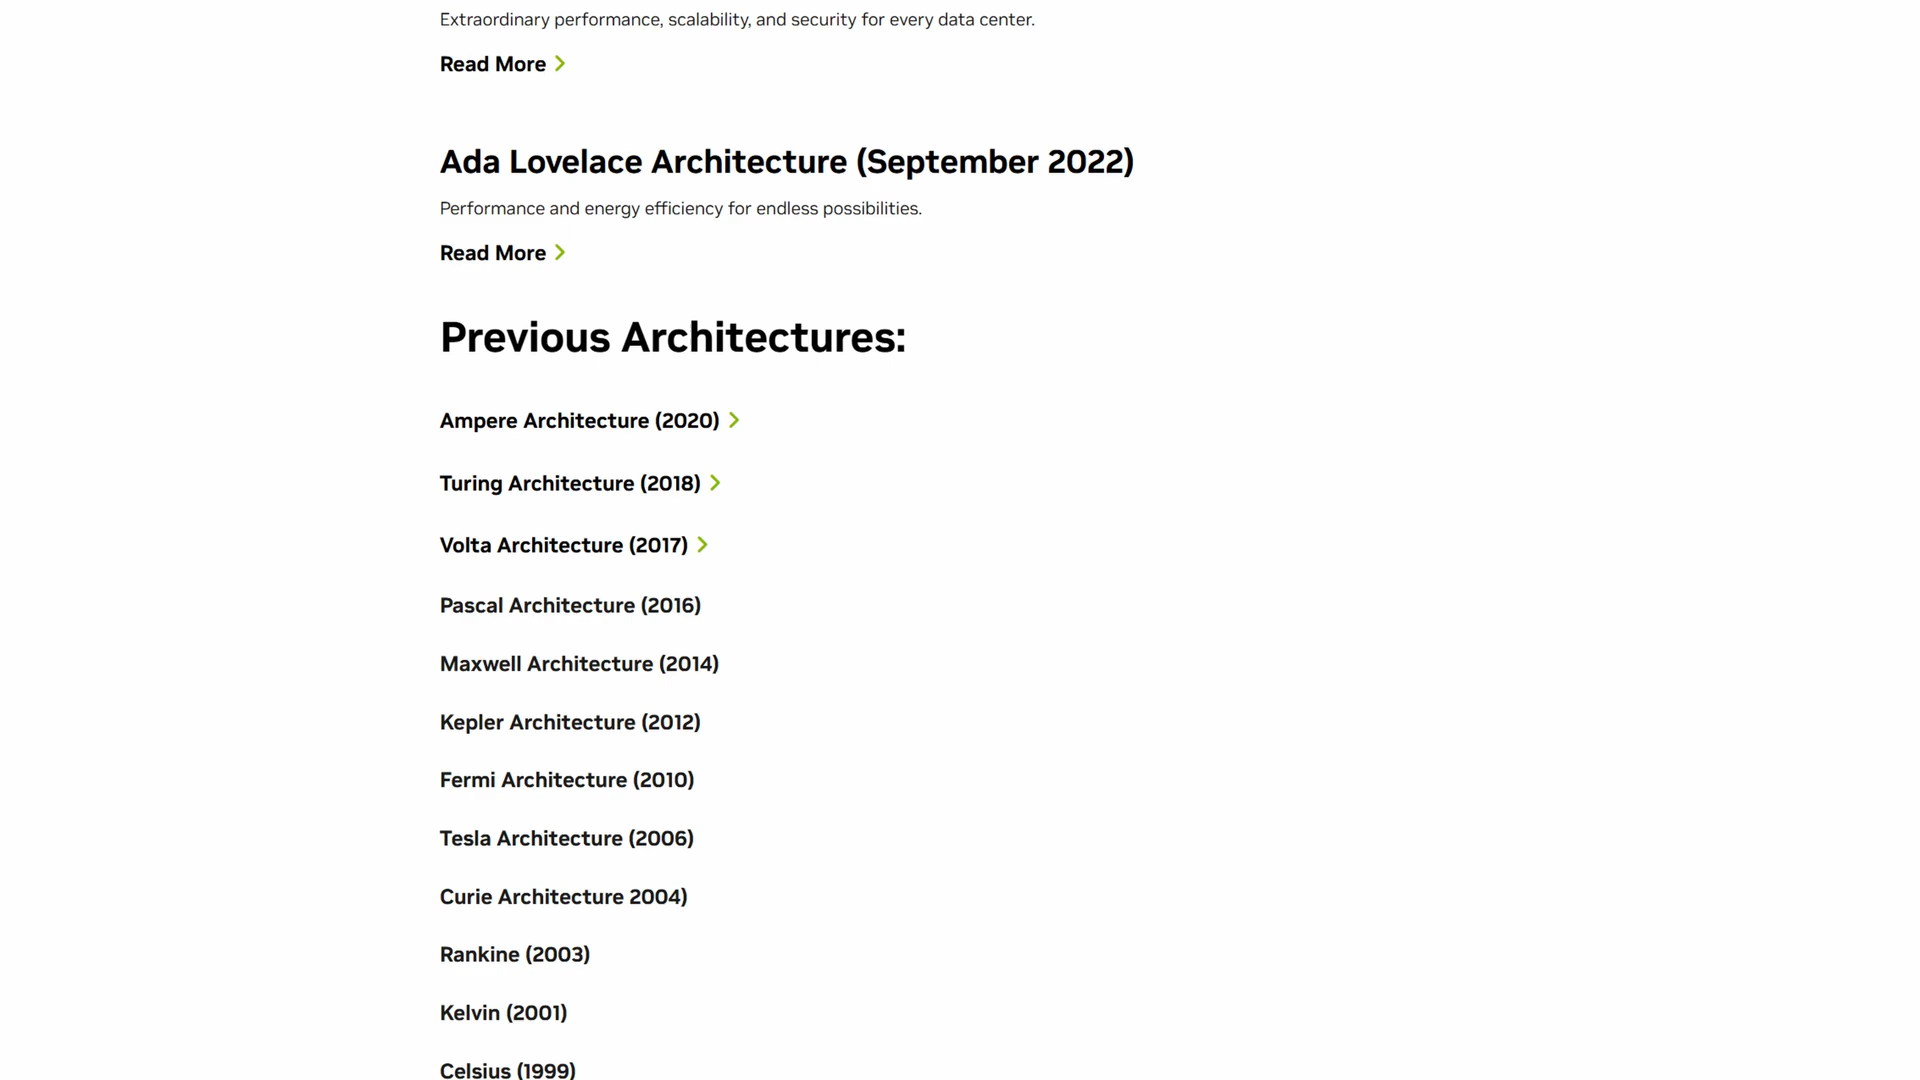 Extraordinary performance, scalability, and security for every data center.
Read More
Ada Lovelace Architecture (September 2022)
Performance and energy efficiency for endless possibilities.
Read More
Previous Architectures:
Ampere Architecture (2020)
Turing Architecture (2018)
Volta Architecture (2017)
Pascal Architecture (2016)
Maxwell Architecture (2014)
Kepler Architecture (2012)
Fermi Architecture (2010)
Tesla Architecture (2006)
Curie Architecture 2004)
Rankine (2003)
Kelvin (2001)
Celsius (1999)